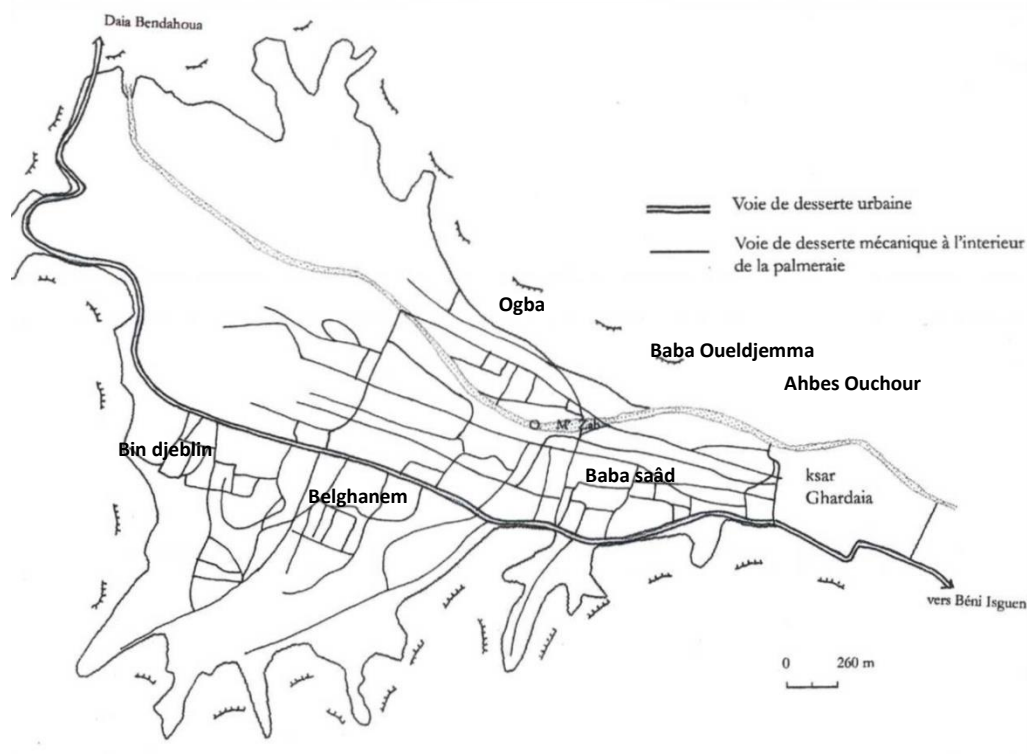 Daia Bendahoua
Voie de desserte urbaine
Voie de desserte mécanique à l'interieur
de la palmeraie
Ogba
Baba Oueldjemma
Ahbes Ouchour
O. M' Zab
Bin djeblin
Baba saâd
Belghanem
ksar
Ghardaia
vers Béni Isguen
0 260 m